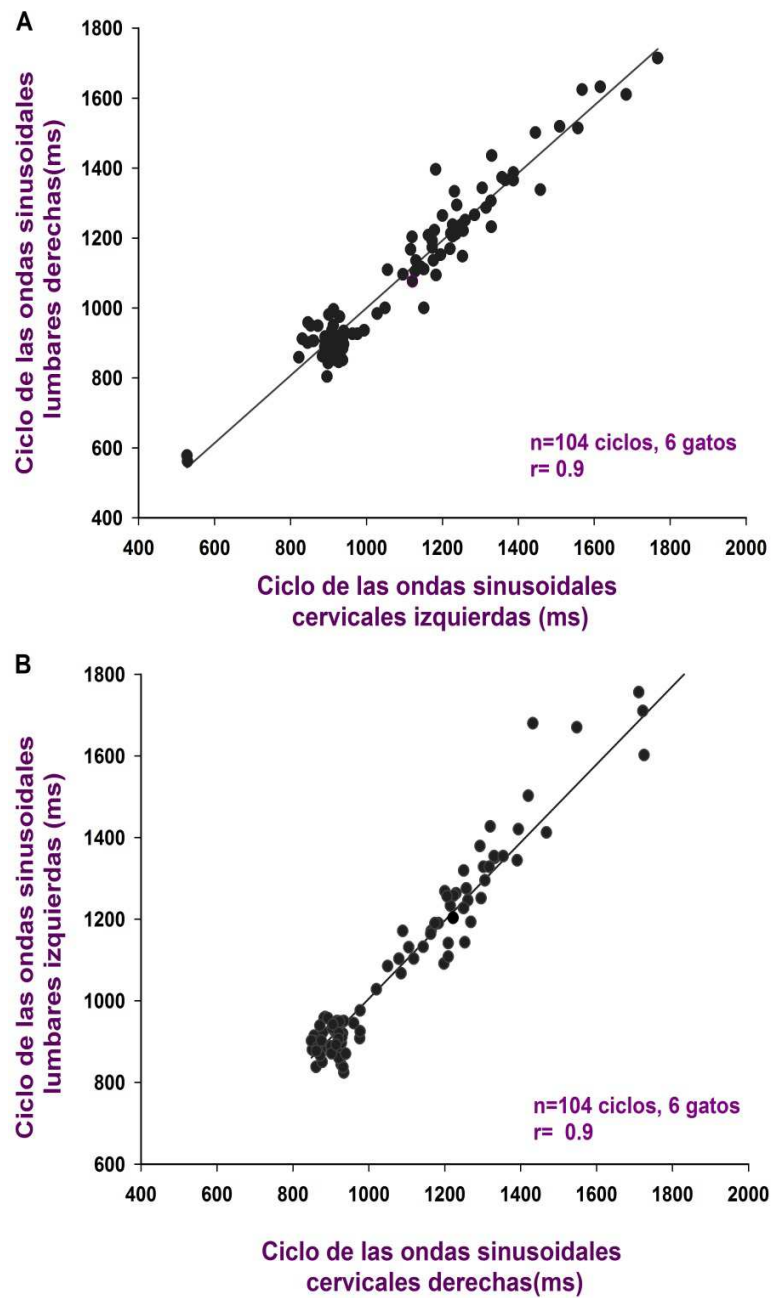 A
1800
1600
1400
1200
1000
800
600
400
Ciclo de las ondas sinusoidales
lumbares derechas(ms)
n=104 ciclos, 6 gatos
r= 0.9
400 600 800 1000 1200 1400 1600 1800 2000
Ciclo de las ondas sinusoidales
cervicales izquierdas (ms)
B
1800
1600
1400
1200
1000
800
600
Ciclo de las ondas sinusoidales
lumbares izquierdas (ms)
n=104 ciclos, 6 gatos
r= 0.9
400 600 800 1000 1200 1400 1600 1800 2000
Ciclo de las ondas sinusoidales
cervicales derechas(ms)